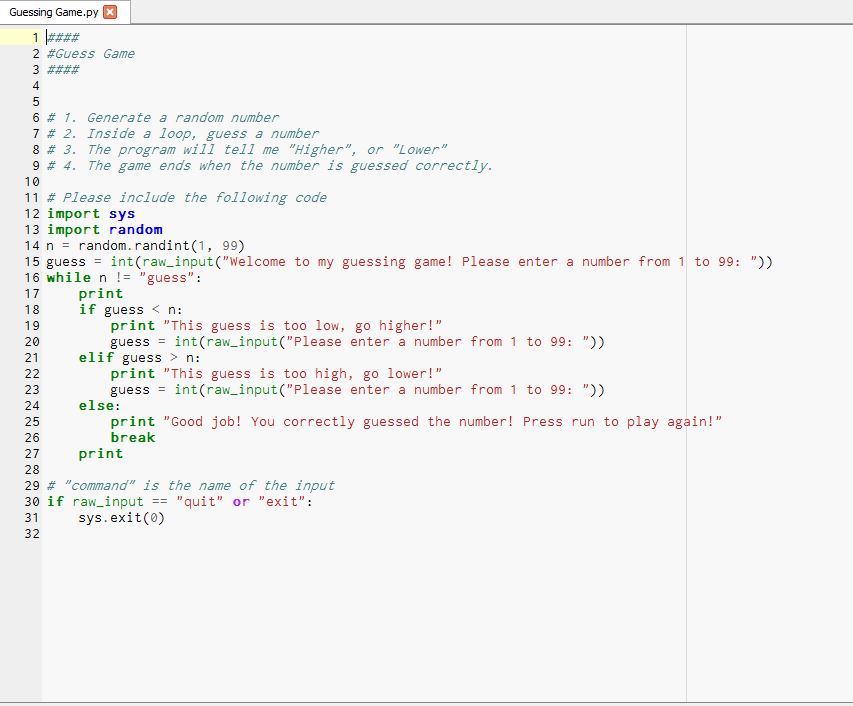 Guessing Game.py
1 ####
2 #Guess Game
3 ####
4
5
6 # 1. Generate a random number
7 # 2. Inside a loop, guess a number
8 # 3. The program will tell me "Higher", or "Lower"
9 # 4. The game ends when the number is guessed correctly.
10
11 # Please include the following code
12 import sys
13 import random
14 n = random.randint(1, 99)
15 guess = int(raw_input("Welcome to my guessing game! Please enter a number from 1 to 99: "))
16 while n != "guess":
17     print
18     if guess < n:
19         print "This guess is too low, go higher!"
20         guess = int(raw_input("Please enter a number from 1 to 99: "))
21     elif guess > n:
22         print "This guess is too high, go lower!"
23         guess = int(raw_input("Please enter a number from 1 to 99: "))
24     else:
25         print "Good job! You correctly guessed the number! Press run to play again!"
26         break
27     print
28
29 # "command" is the name of the input
30 if raw_input == "quit" or "exit":
31     sys.exit(0)
32